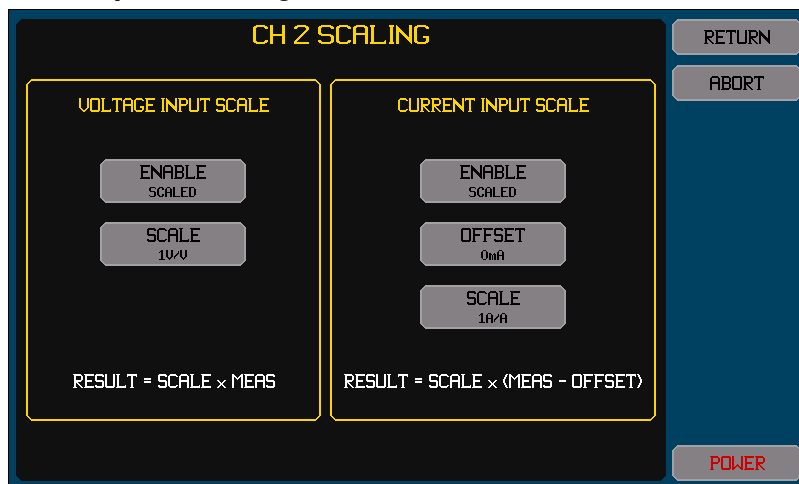 CH 2 SCALING
RETURN
ABORT
VOLTAGE INPUT SCALE
ENABLE
SCALED
SCALE
1V/V
RESULT = SCALE x MEAS
CURRENT INPUT SCALE
ENABLE
SCALED
OFFSET
0mA
SCALE
1A/A
RESULT = SCALE x (MEAS - OFFSET)
POWER